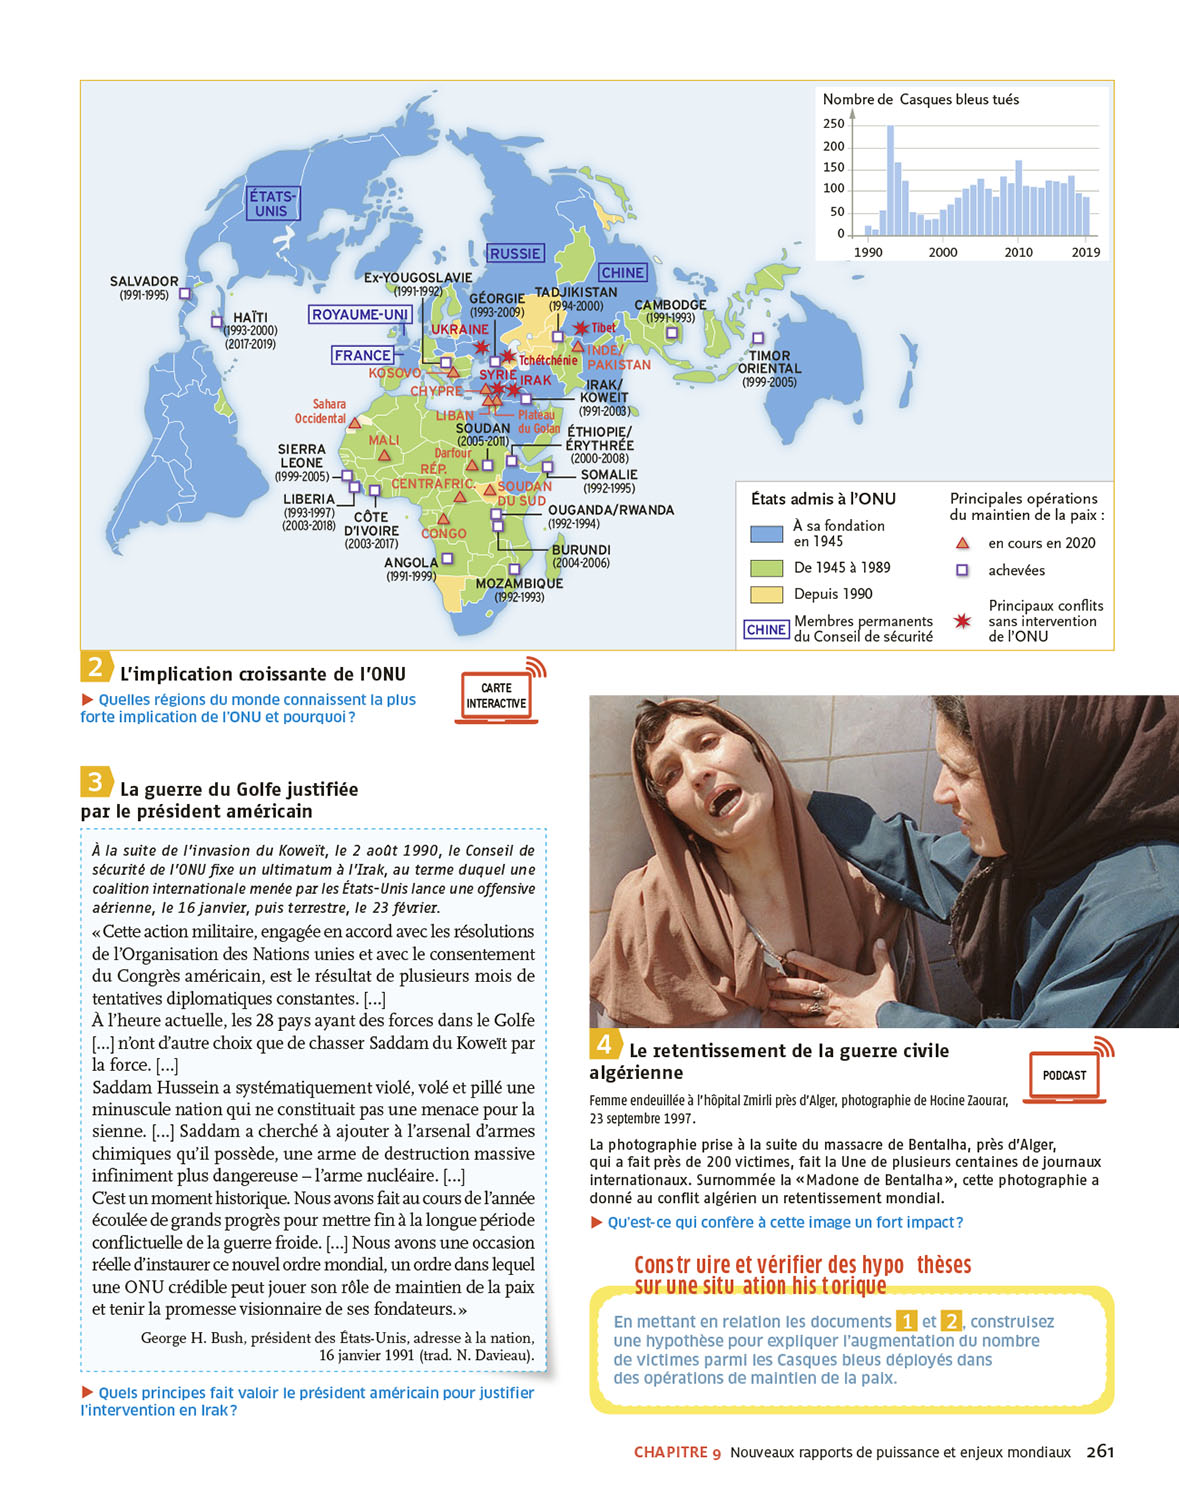 Nombre de Casques bleus tués
250
200
150
100
50
0
1990
2000
2010
2019
ÉTATS-
UNIS
RUSSIE
CHINE
SALVADOR
(1991-1995)
HAÏTI
(1993-2000)
(2017-2019)
Ex-YOUGOSLAVIE
(1991-1992)
ROYAUME-UNI
FRANCE
GÉORGIE
(1993-2009)
TADJIKISTAN
(1994-2000)
CAMBODGE
(1991-1993)
UKRAINE
Tibet
Tchétchénie
INDE/
PAKISTAN
TIMOR
ORIENTAL
(1999-2005)
KOSOVO
CHYPRE
SYRIE
IRAK
IRAK/
KOWEÏT
(1991-2003)
LIBAN
Plateau
du Golan
Sahara
Occidental
MALI
SOUDAN
(2005-2011)
ÉTHIOPIE/
ÉRYTHRÉE
(2000-2008)
Darfour
RÉP.
CENTRAFRIC.
SOMALIE
(1992-1995)
SIERRA
LEONE
(1999-2005)
SOUDAN
DU SUD
LIBERIA
(1993-1997)
(2003-2018)
CÔTE
D'IVOIRE
(2003-2017)
OUGANDA/RWANDA
(1992-1994)
CONGO
BURUNDI
(2004-2006)
ANGOLA
(1991-1999)
MOZAMBIQUE
(1992-1993)
États admis à l'ONU
À sa fondation
en 1945
De 1945 à 1989
Depuis 1990
CHINE
Membres permanents
du Conseil de sécurité
Principales opérations
du maintien de la paix :
en cours en 2020
achevées
Principaux conflits
sans intervention
de l'ONU
2 L'implication croissante de l'ONU
▶ Quelles régions du monde connaissent la plus
forte implication de l'ONU et pourquoi ?
CARTE
INTERACTIVE
3 La guerre du Golfe justifiée
par le président américain
À la suite de l'invasion du Koweït, le 2 août 1990, le Conseil de
sécurité de l'ONU fixe un ultimatum à l'Irak, au terme duquel une
coalition internationale menée par les États-Unis lance une offensive
aérienne, le 16 janvier, puis terrestre, le 23 février.
« Cette action militaire, engagée en accord avec les résolutions
de l'Organisation des Nations unies et avec le consentement
du Congrès américain, est le résultat de plusieurs mois de
tentatives diplomatiques constantes. [...]
À l'heure actuelle, les 28 pays ayant des forces dans le Golfe
[...] n'ont d'autre choix que de chasser Saddam du Koweït par
la force. [...]
Saddam Hussein a systématiquement violé, volé et pillé une
minuscule nation qui ne constituait pas une menace pour la
sienne. [...] Saddam a cherché à ajouter à l'arsenal d'armes
chimiques qu'il possède, une arme de destruction massive
infiniment plus dangereuse – l'arme nucléaire. [...]
C'est un moment historique. Nous avons fait au cours de l'année
écoulée de grands progrès pour mettre fin à la longue période
conflictuelle de la guerre froide. [...] Nous avons une occasion
réelle d'instaurer ce nouvel ordre mondial, un ordre dans lequel
une ONU crédible peut jouer son rôle de maintien de la paix
et tenir la promesse visionnaire de ses fondateurs. »
George H. Bush, président des États-Unis, adresse à la nation,
16 janvier 1991 (trad. N. Davieau).
▶ Quels principes fait valoir le président américain pour justifier
l'intervention en Irak ?
4 Le retentissement de la guerre civile
algérienne
PODCAST
Femme endeuillée à l'hôpital Zmirli près d'Alger, photographie de Hocine Zaourar,
23 septembre 1997.
La photographie prise à la suite du massacre de Bentalha, près d'Alger,
qui a fait près de 200 victimes, fait la Une de plusieurs centaines de journaux
internationaux. Surnommée la « Madone de Bentalha », cette photographie a
donné au conflit algérien un retentissement mondial.
▶ Qu'est-ce qui confère à cette image un fort impact ?
Constr uire et vérifier des hypo thèses
sur une situ ation his torique
En mettant en relation les documents 1 et 2, construisez
une hypothèse pour expliquer l'augmentation du nombre
de victimes parmi les Casques bleus déployés dans
des opérations de maintien de la paix.
CHAPITRE 9 Nouveaux rapports de puissance et enjeux mondiaux 261